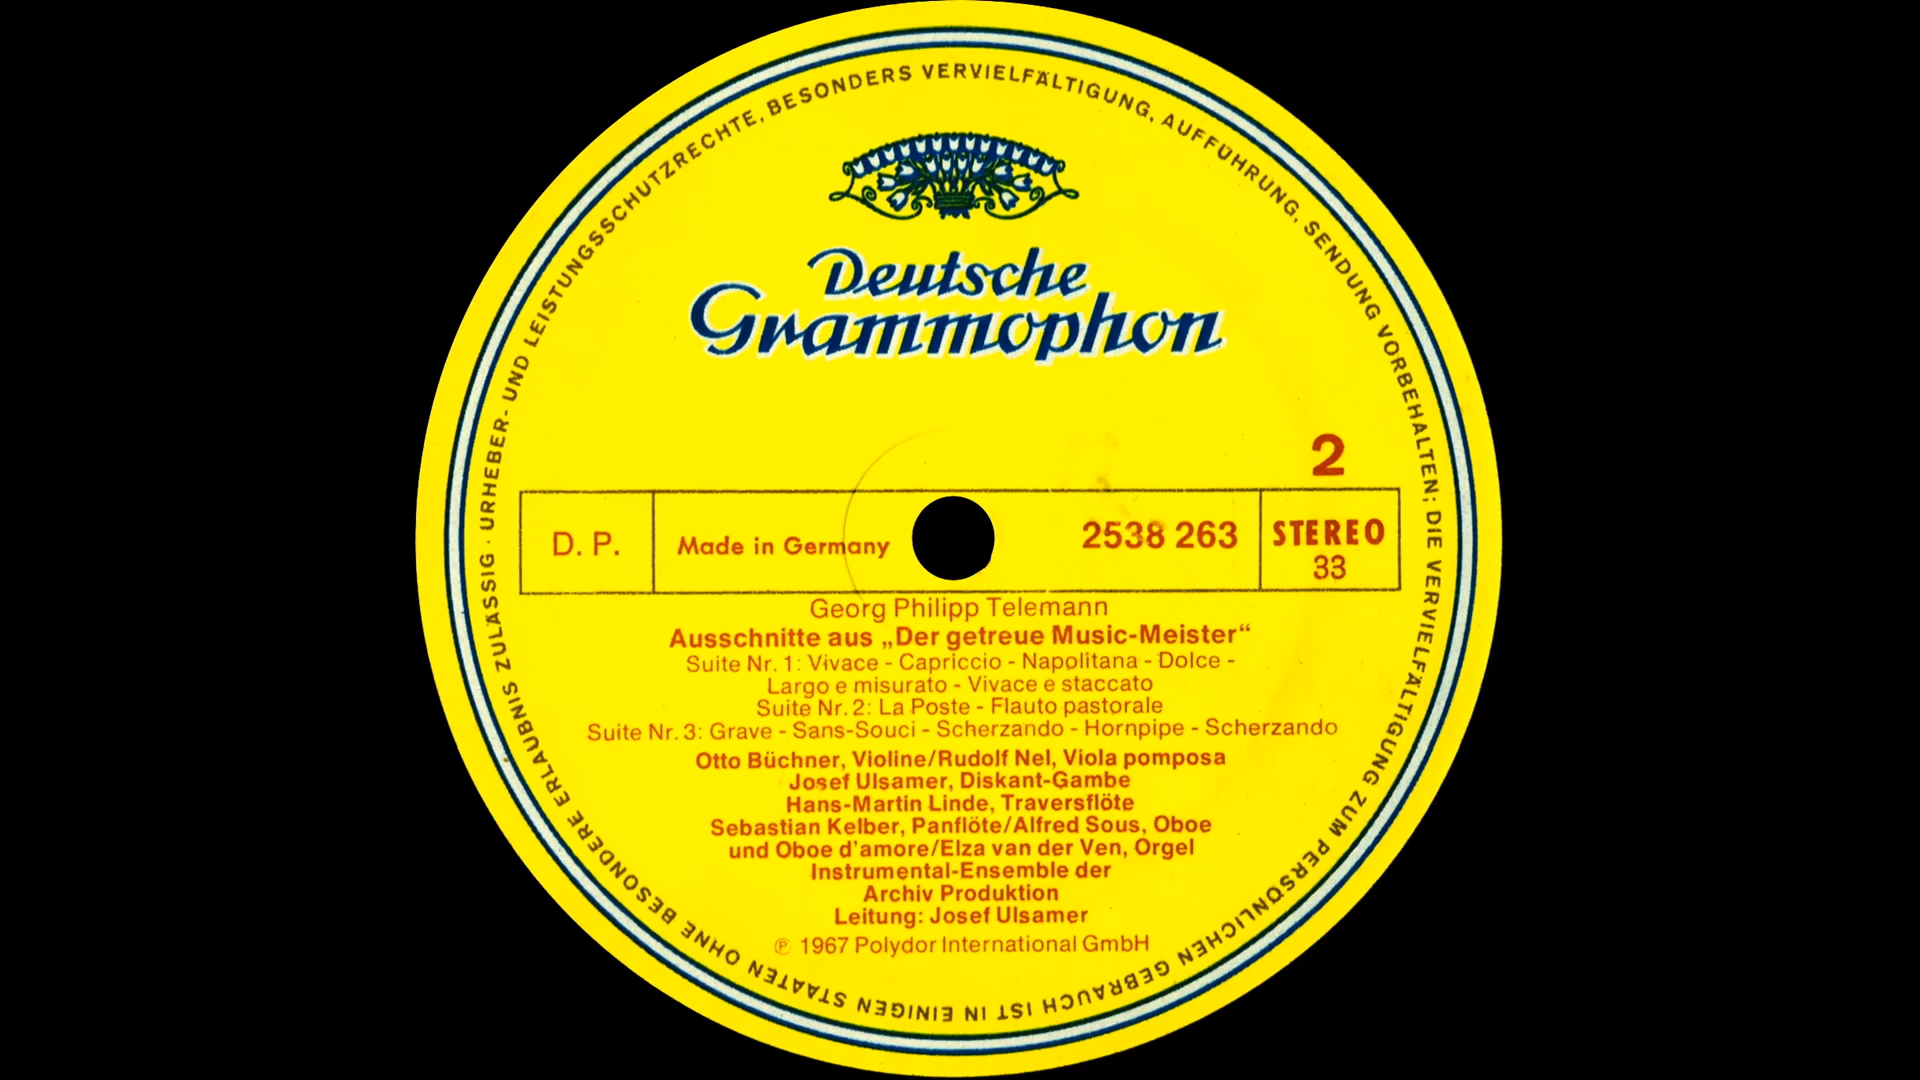 URHEBER- UND LEISTUNGSSCHUTZRECHTE, BESONDERS VERVIELFÄLTIGUNG, AUFFÜHRUNG, SENDUNG VORBEHALTEN; DIE VERVIELFÄLTIGUNG ZUM PERSÖNLICHEN GEBRAUCH IST IN EINIGEN STAATEN OHNE BESONDERE ERLAUBNIS ZULÄSSIG ·
Deutsche
Grammophon
2
D. P.
Made in Germany
2538 263
STEREO
33
Georg Philipp Telemann
Ausschnitte aus „Der getreue Music-Meister“
Suite Nr. 1: Vivace - Capriccio - Napolitana - Dolce -
Largo e misurato - Vivace e staccato
Suite Nr. 2: La Poste - Flauto pastorale
Suite Nr. 3: Grave - Sans-Souci - Scherzando - Hornpipe - Scherzando
Otto Büchner, Violine/Rudolf Nel, Viola pomposa
Josef Ulsamer, Diskant-Gambe
Hans-Martin Linde, Traversflöte
Sebastian Kelber, Panflöte/Alfred Sous, Oboe
und Oboe d'amore/Elza van der Ven, Orgel
Instrumental-Ensemble der
Archiv Produktion
Leitung: Josef Ulsamer
℗ 1967 Polydor International GmbH